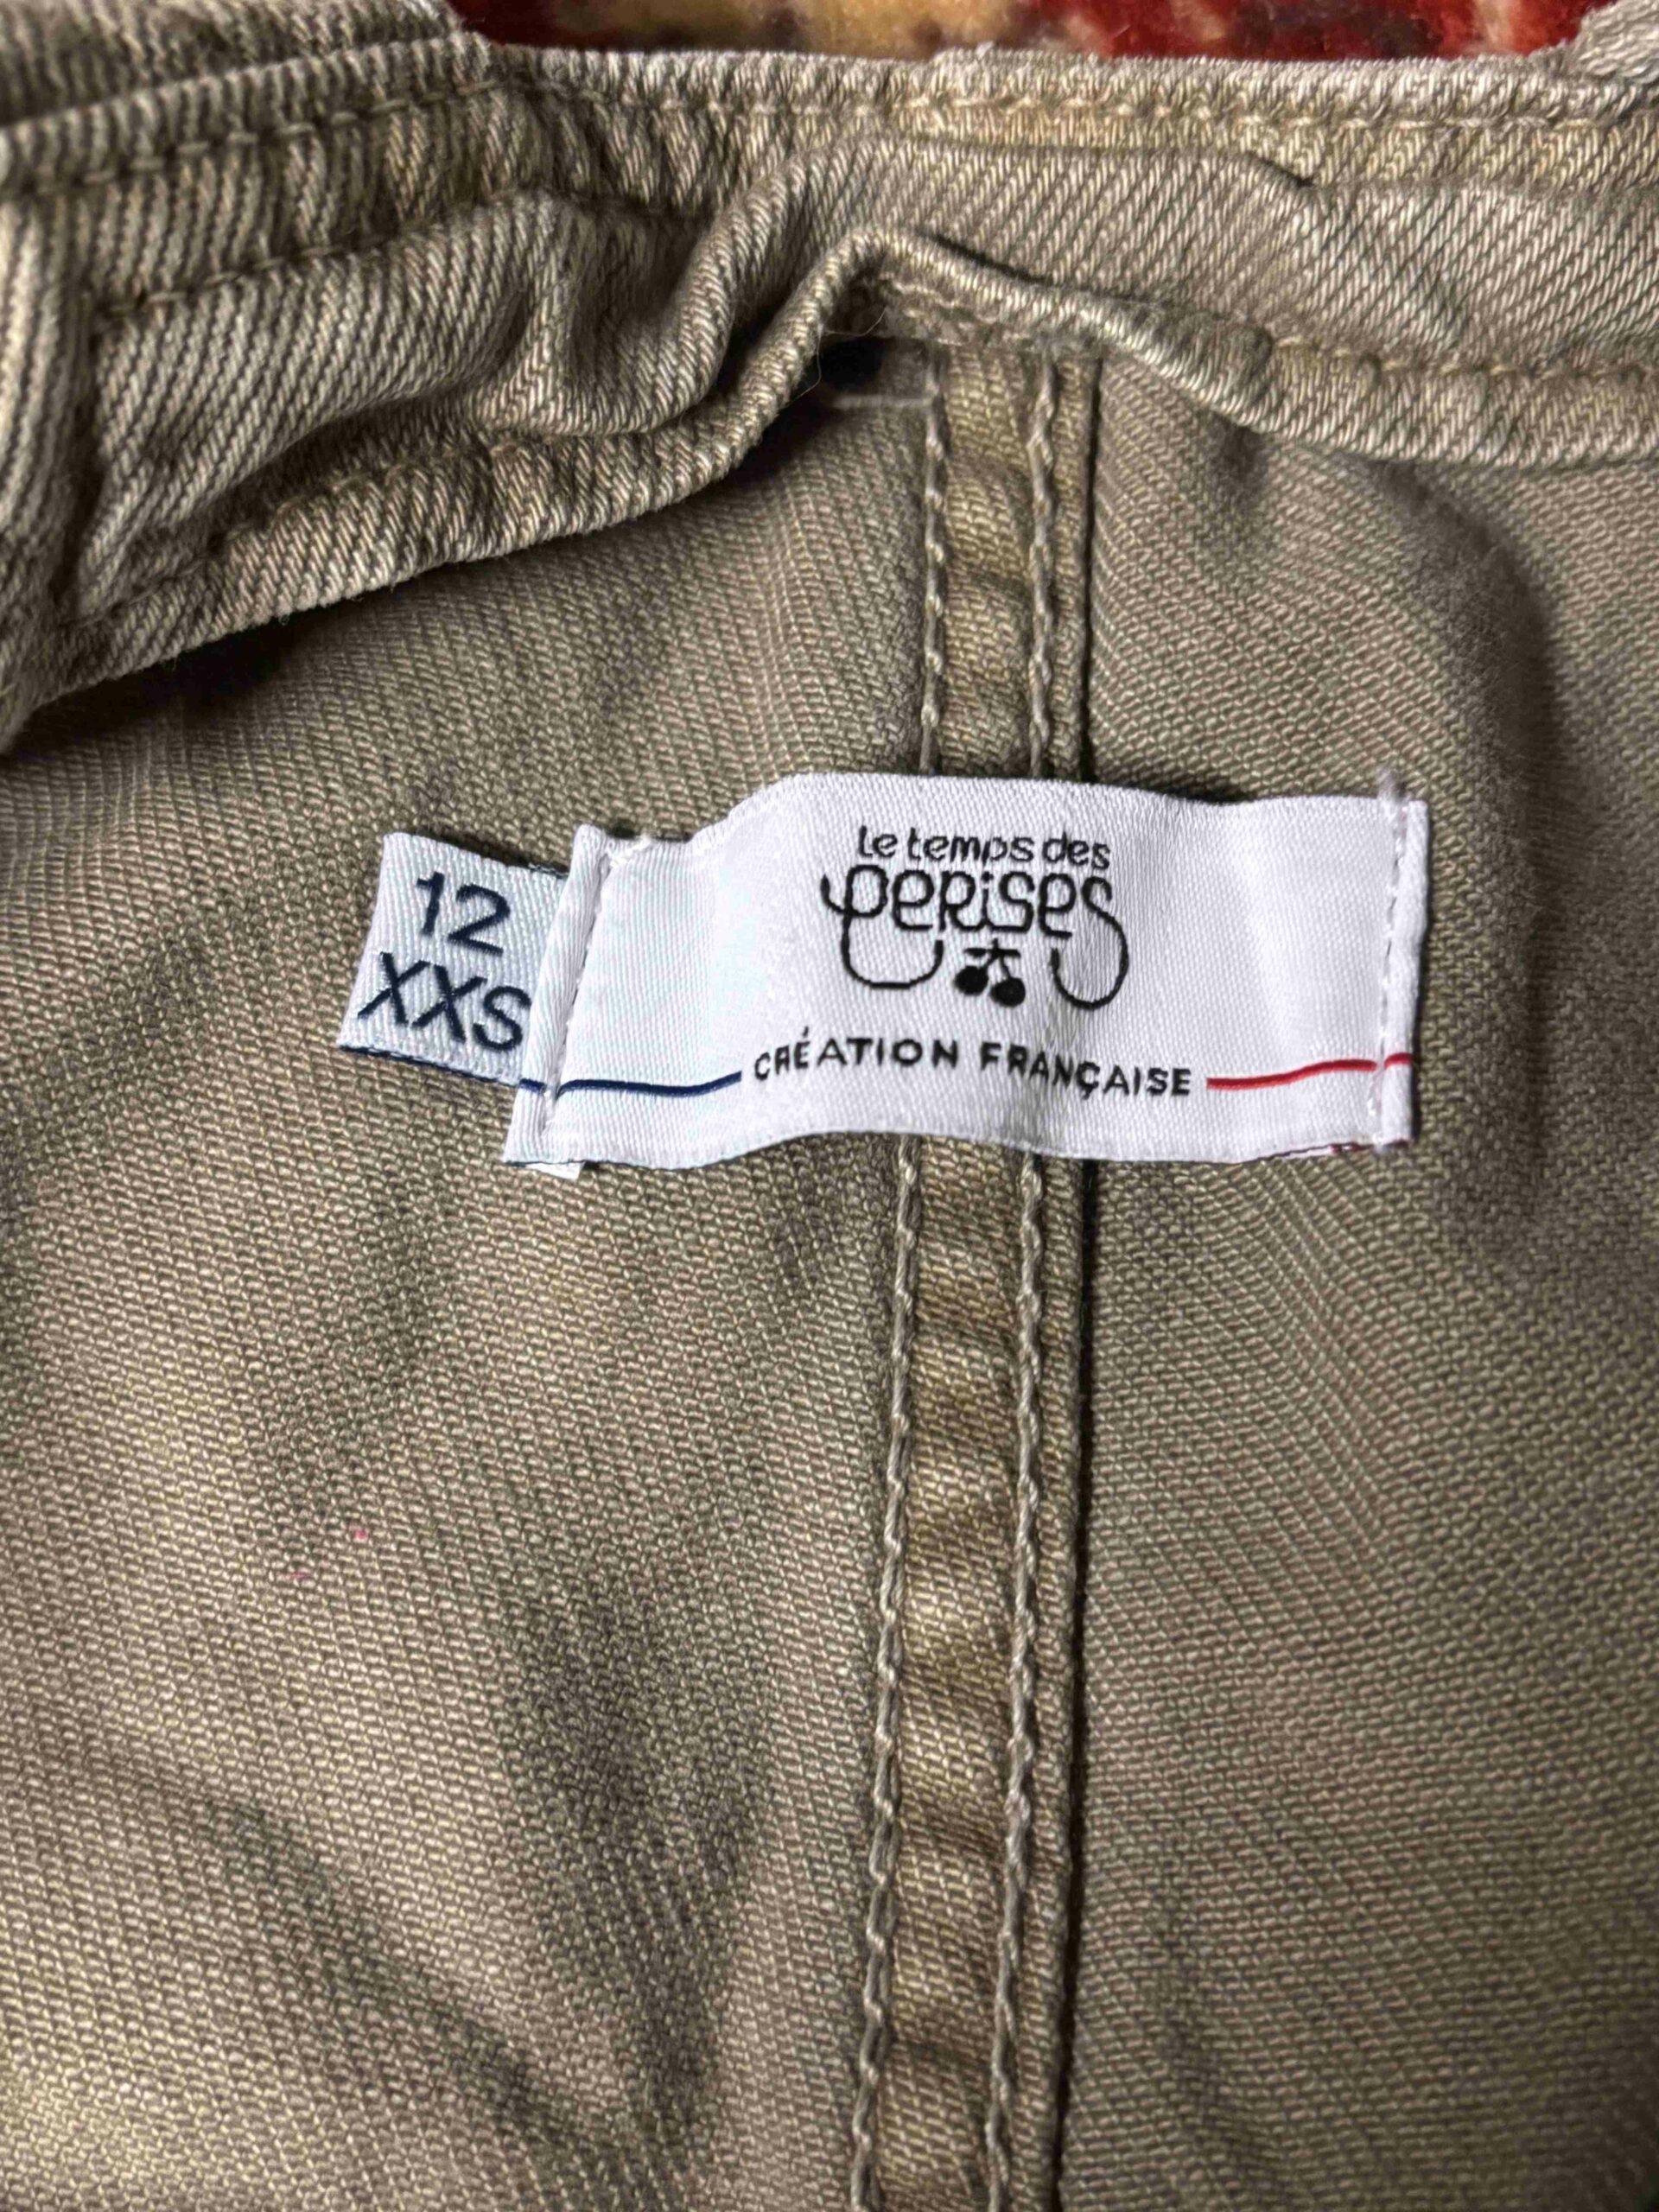 12
XXS
Le temps des
cerises
CRÉATION FRANÇAISE